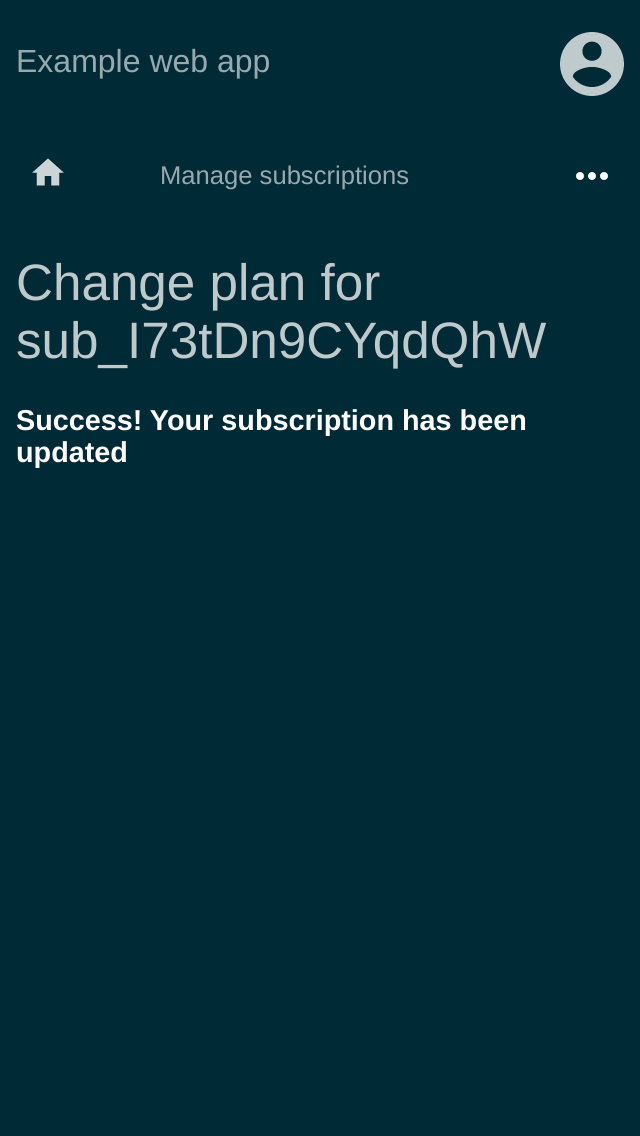 Example web app
Manage subscriptions
Change plan for
sub_I73tDn9CYqdQhW
Success! Your subscription has been
updated